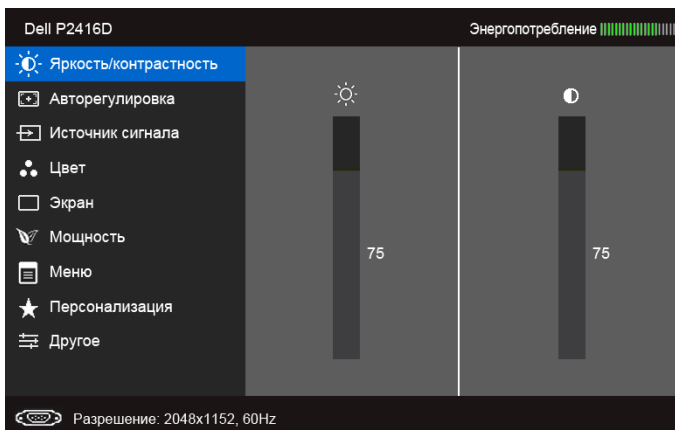 Dell P2416D
Энергопотребление
Яркость/контрастность
Авторегулировка
Источник сигнала
Цвет
Экран
Мощность
Меню
Персонализация
Другое
75
75
Разрешение: 2048x1152, 60Hz